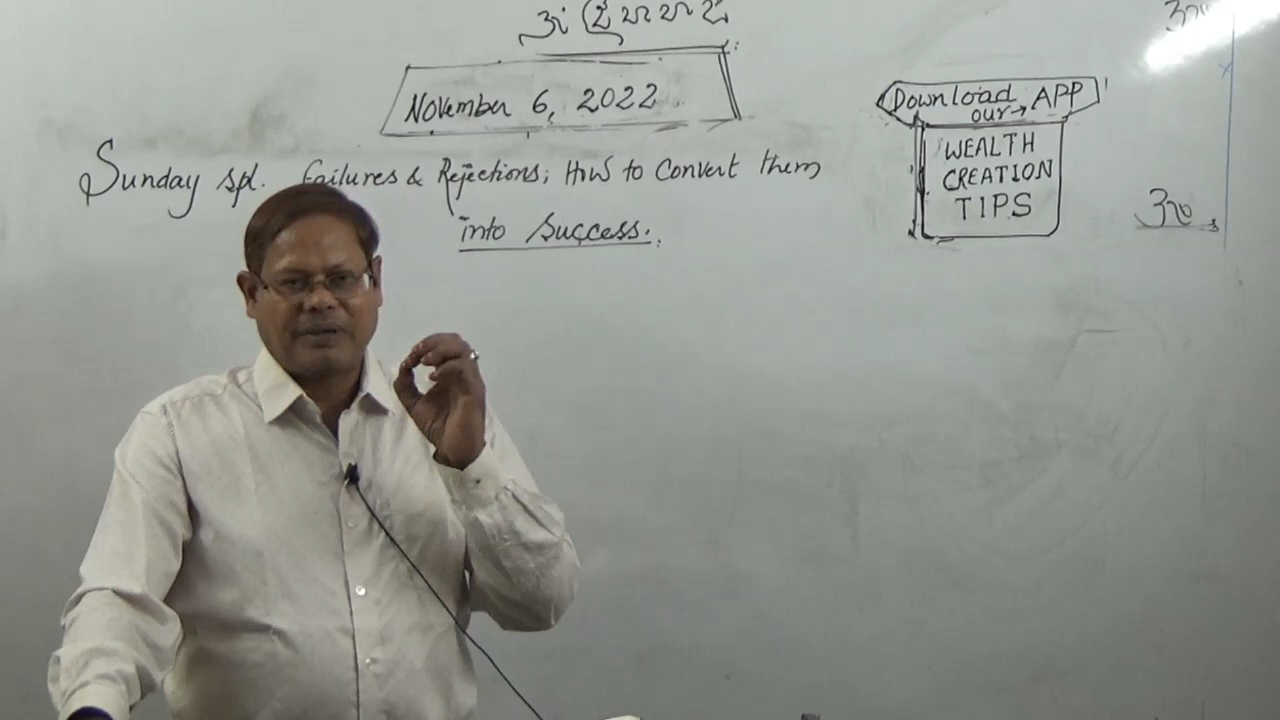 November 6, 2022
Sunday spl. Failures & Rejections; How to Convert them
into Success.
Download
our → APP
WEALTH
CREATION
TIPS